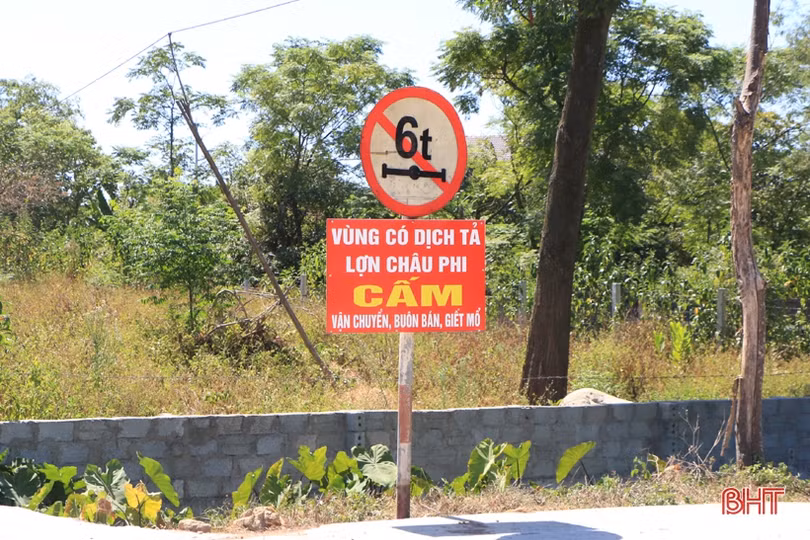 6t
VÙNG CÓ DỊCH TẢ
LỢN CHÂU PHI
CẤM
VẬN CHUYỂN, BUÔN BÁN, GIẾT MỔ
BHT